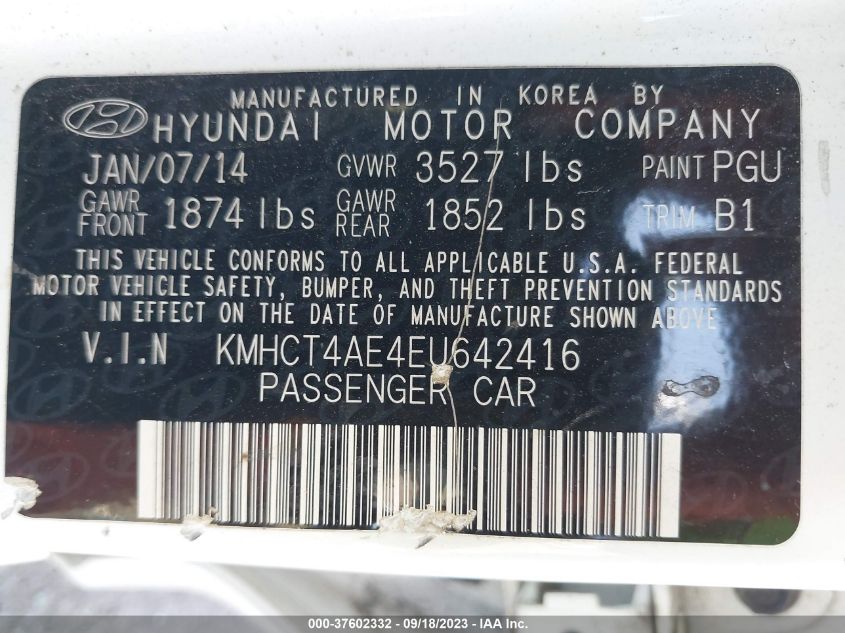 MANUFACTURED IN KOREA BY
HYUNDAI MOTOR COMPANY
JAN/07/14 GVWR 3527 lbs PAINT PGU
GAWR FRONT 1874 lbs GAWR REAR 1852 lbs TRIM B1
THIS VEHICLE CONFORMS TO ALL APPLICABLE U.S.A. FEDERAL
MOTOR VEHICLE SAFETY, BUMPER, AND THEFT PREVENTION STANDARDS
IN EFFECT ON THE DATE OF MANUFACTURE SHOWN ABOVE
V.I.N KMHCT4AE4EU642416
PASSENGER CAR
000-37602332 - 09/18/2023 - IAA Inc.